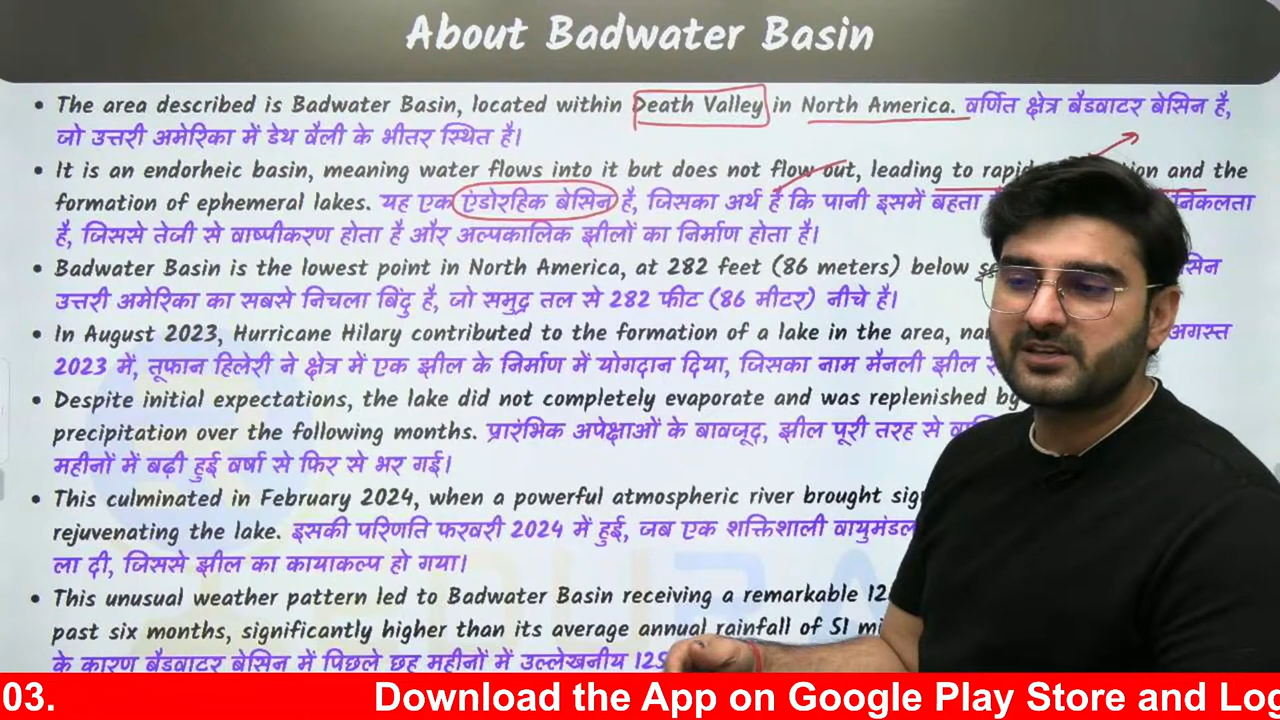 About Badwater Basin
• The area described is Badwater Basin, located within Death Valley in North America. वर्णित क्षेत्र बैडवाटर बेसिन है,
जो उत्तरी अमेरिका में डेथ वैली के भीतर स्थित है।
• It is an endorheic basin, meaning water flows into it but does not flow out, leading to and the
formation of ephemeral lakes. यह एक एंडोरहिक बेसिन है, जिसका अर्थ है कि पानी इसमें बहता निकलता
है, जिससे तेजी से वाष्पीकरण होता है और अल्पकालिक झीलों का निर्माण होता है।
• Badwater Basin is the lowest point in North America, at 282 feet (86 meters) below
उत्तरी अमेरिका का सबसे निचला बिंदु है, जो समुद्र तल से 282 फीट (86 मीटर) नीचे है।
• In August 2023, Hurricane Hilary contributed to the formation of a lake in the area, अगस्त
2023 में, तूफान हिलेरी ने क्षेत्र में एक झील के निर्माण में योगदान दिया, जिसका नाम मैनली झील
• Despite initial expectations, the lake did not completely evaporate and was replenished by
precipitation over the following months. प्रारंभिक अपेक्षाओं के बावजूद, झील पूरी तरह से
महीनों में बढ़ी हुई वर्षा से फिर से भर गई।
• This culminated in February 2024, when a powerful atmospheric river brought
rejuvenating the lake. इसकी परिणति फरवरी 2024 में हुई, जब एक शक्तिशाली
ला दी, जिससे झील का कायाकल्प हो गया।
• This unusual weather pattern led to Badwater Basin receiving a remarkable
past six months, significantly higher than its average annual rainfall of 51
के कारण बैडवाटर बेसिन में पिछले छह महीनों में उल्लेखनीय
03. Download the App on Google Play Store and